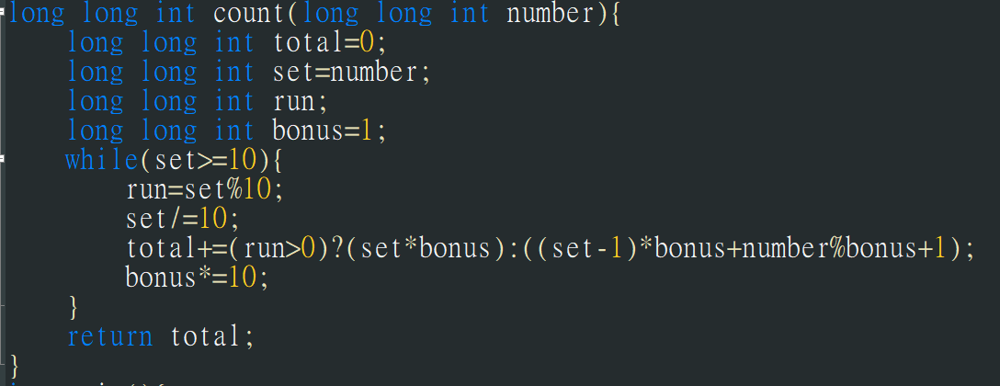 long long int count(long long int number){
    long long int total=0;
    long long int set=number;
    long long int run;
    long long int bonus=1;
    while(set>=10){
        run=set%10;
        set/=10;
        total+=(run>0)?(set*bonus):((set-1)*bonus+number%bonus+1);
        bonus*=10;
    }
    return total;
}